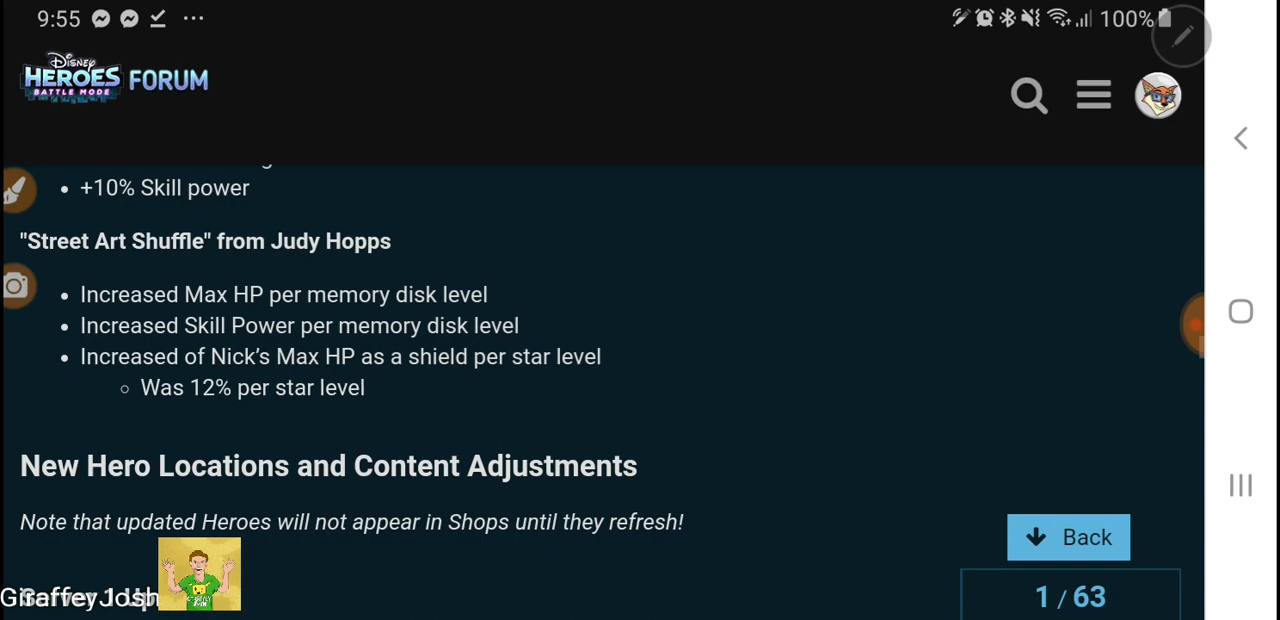 9:55
100%
Disney
HEROES
BATTLE MODE
FORUM
• +10% Skill power
"Street Art Shuffle" from Judy Hopps
• Increased Max HP per memory disk level
• Increased Skill Power per memory disk level
• Increased of Nick’s Max HP as a shield per star level
○ Was 12% per star level
New Hero Locations and Content Adjustments
Note that updated Heroes will not appear in Shops until they refresh!
Back
GiraffeyJosh
1 / 63